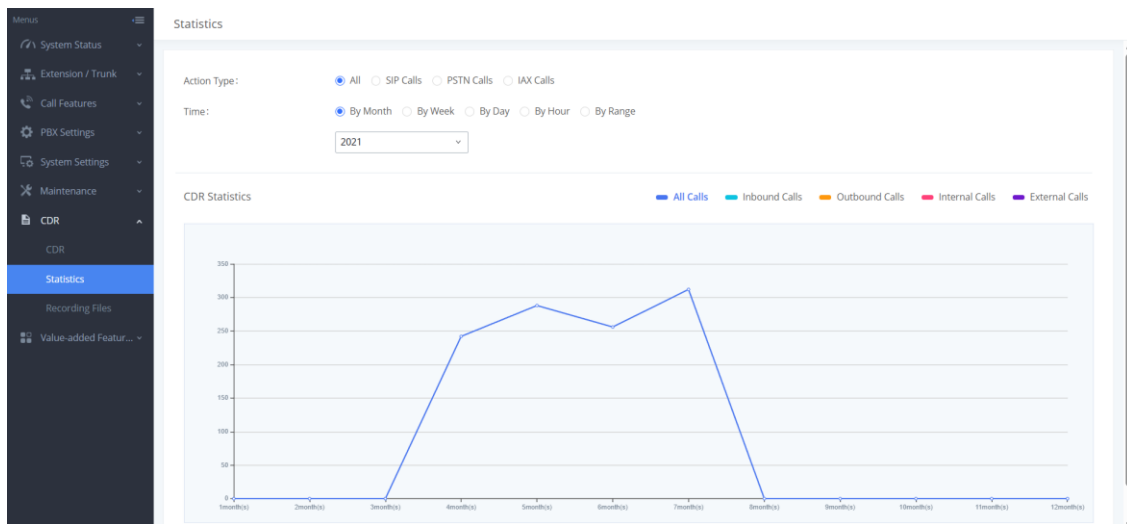 Menus
System Status
Extension / Trunk
Call Features
PBX Settings
System Settings
Maintenance
CDR
CDR
Statistics
Recording Files
Value-added Featur...
Statistics
Action Type: All SIP Calls PSTN Calls IAX Calls
Time: By Month By Week By Day By Hour By Range
2021
CDR Statistics All Calls Inbound Calls Outbound Calls Internal Calls External Calls
350
300
250
200
150
100
50
0
1month(s) 2month(s) 3month(s) 4month(s) 5month(s) 6month(s) 7month(s) 8month(s) 9month(s) 10month(s) 11month(s) 12month(s)